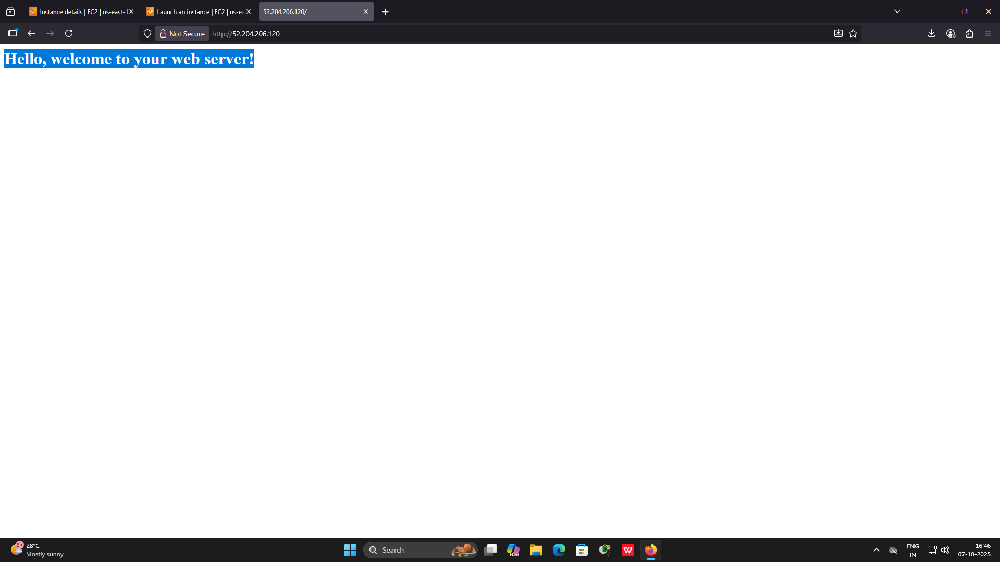 Instance details | EC2 | us-east-1
Launch an instance | EC2 | us-ea
52.204.206.120/
Not Secure
http://52.204.206.120
Hello, welcome to your web server!
9+
28°C
Mostly sunny
Search
M365
W
ENG
IN
16:46
07-10-2025